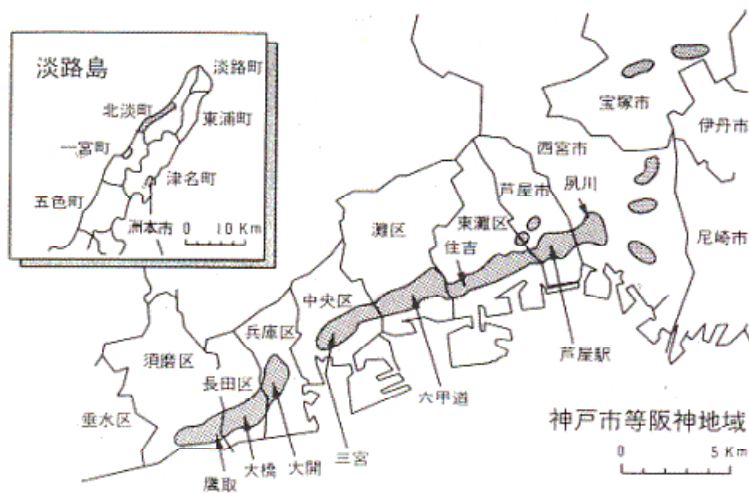 淡路島
淡路町
北淡町
東浦町
一宮町
津名町
五色町
洲本市
0 10 Km
宝塚市
伊丹市
西宮市
芦屋市
夙川
東灘区
住吉
灘区
尼崎市
中央区
兵庫区
須磨区
長田区
垂水区
芦屋駅
六甲道
三宮
大開
大橋
鷹取
神戸市等阪神地域
0 5 Km